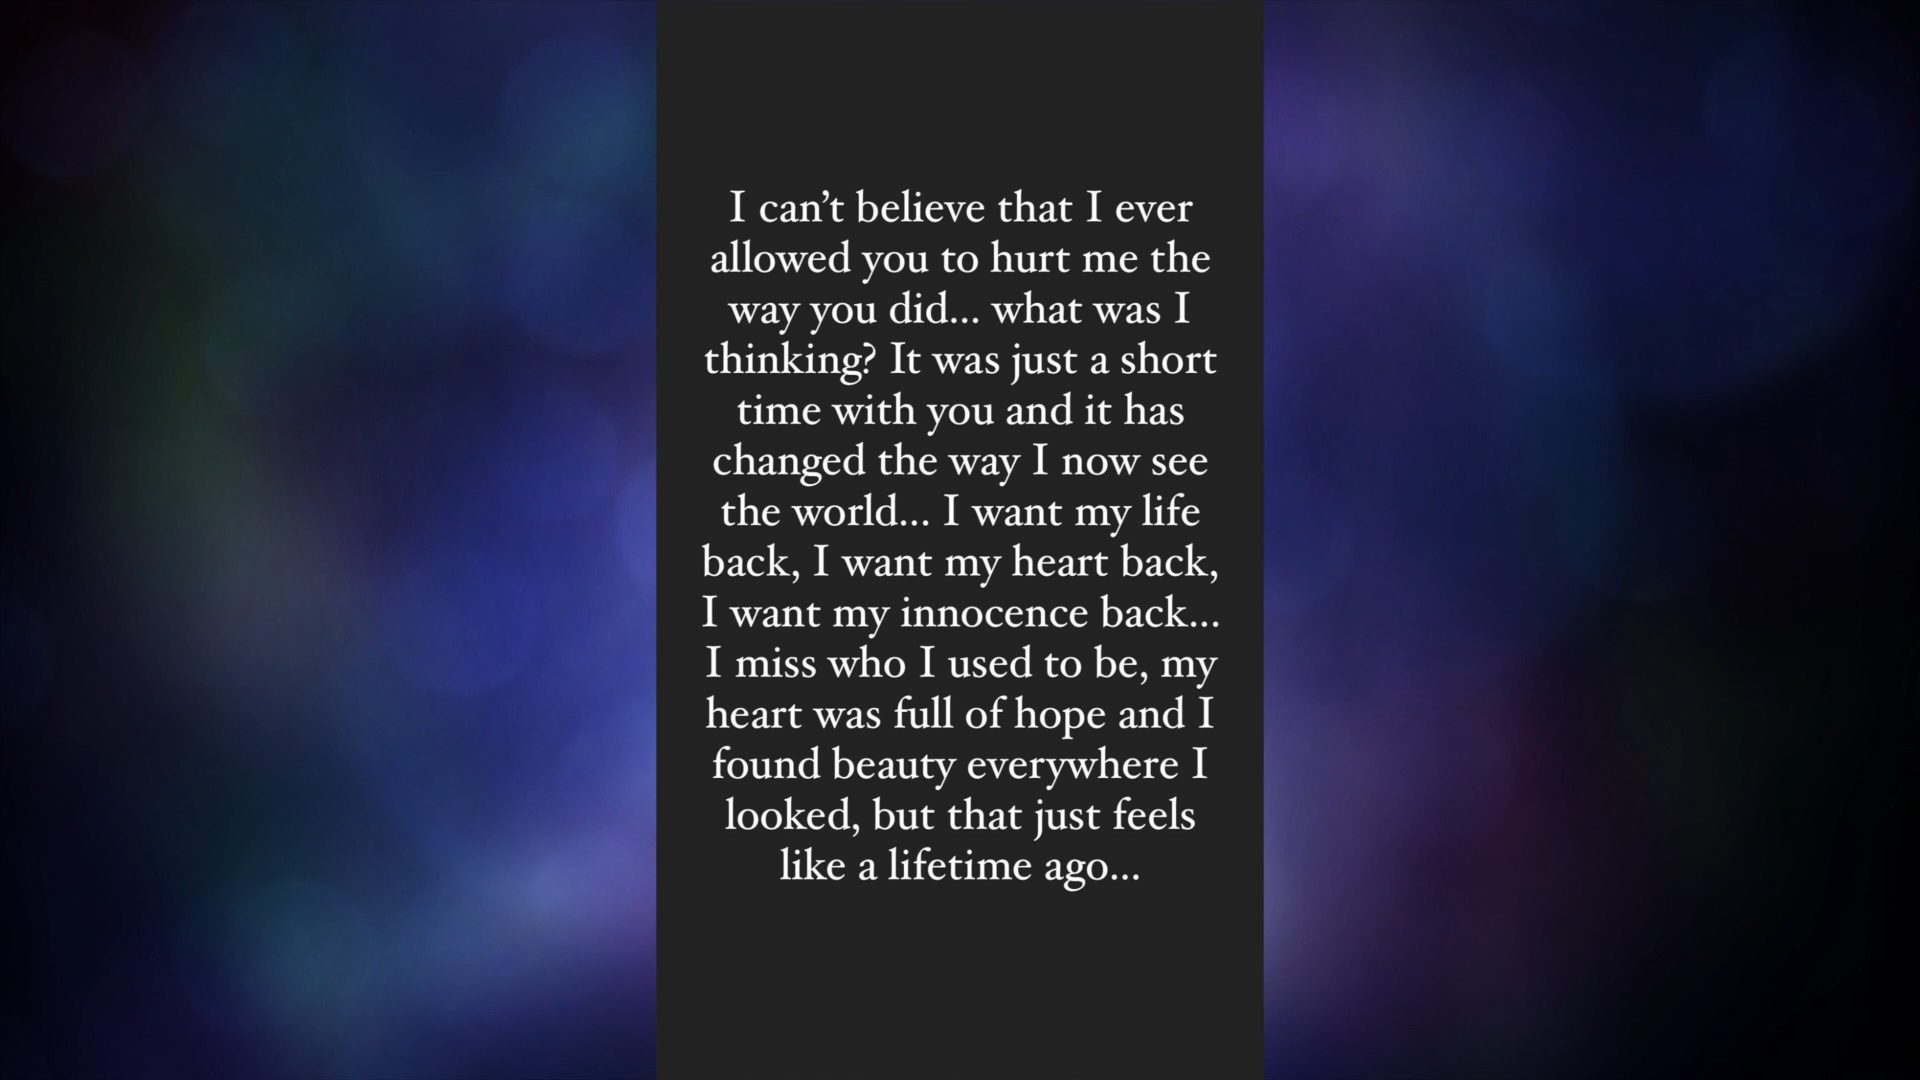 I can’t believe that I ever
allowed you to hurt me the
way you did... what was I
thinking? It was just a short
time with you and it has
changed the way I now see
the world... I want my life
back, I want my heart back,
I want my innocence back...
I miss who I used to be, my
heart was full of hope and I
found beauty everywhere I
looked, but that just feels
like a lifetime ago...